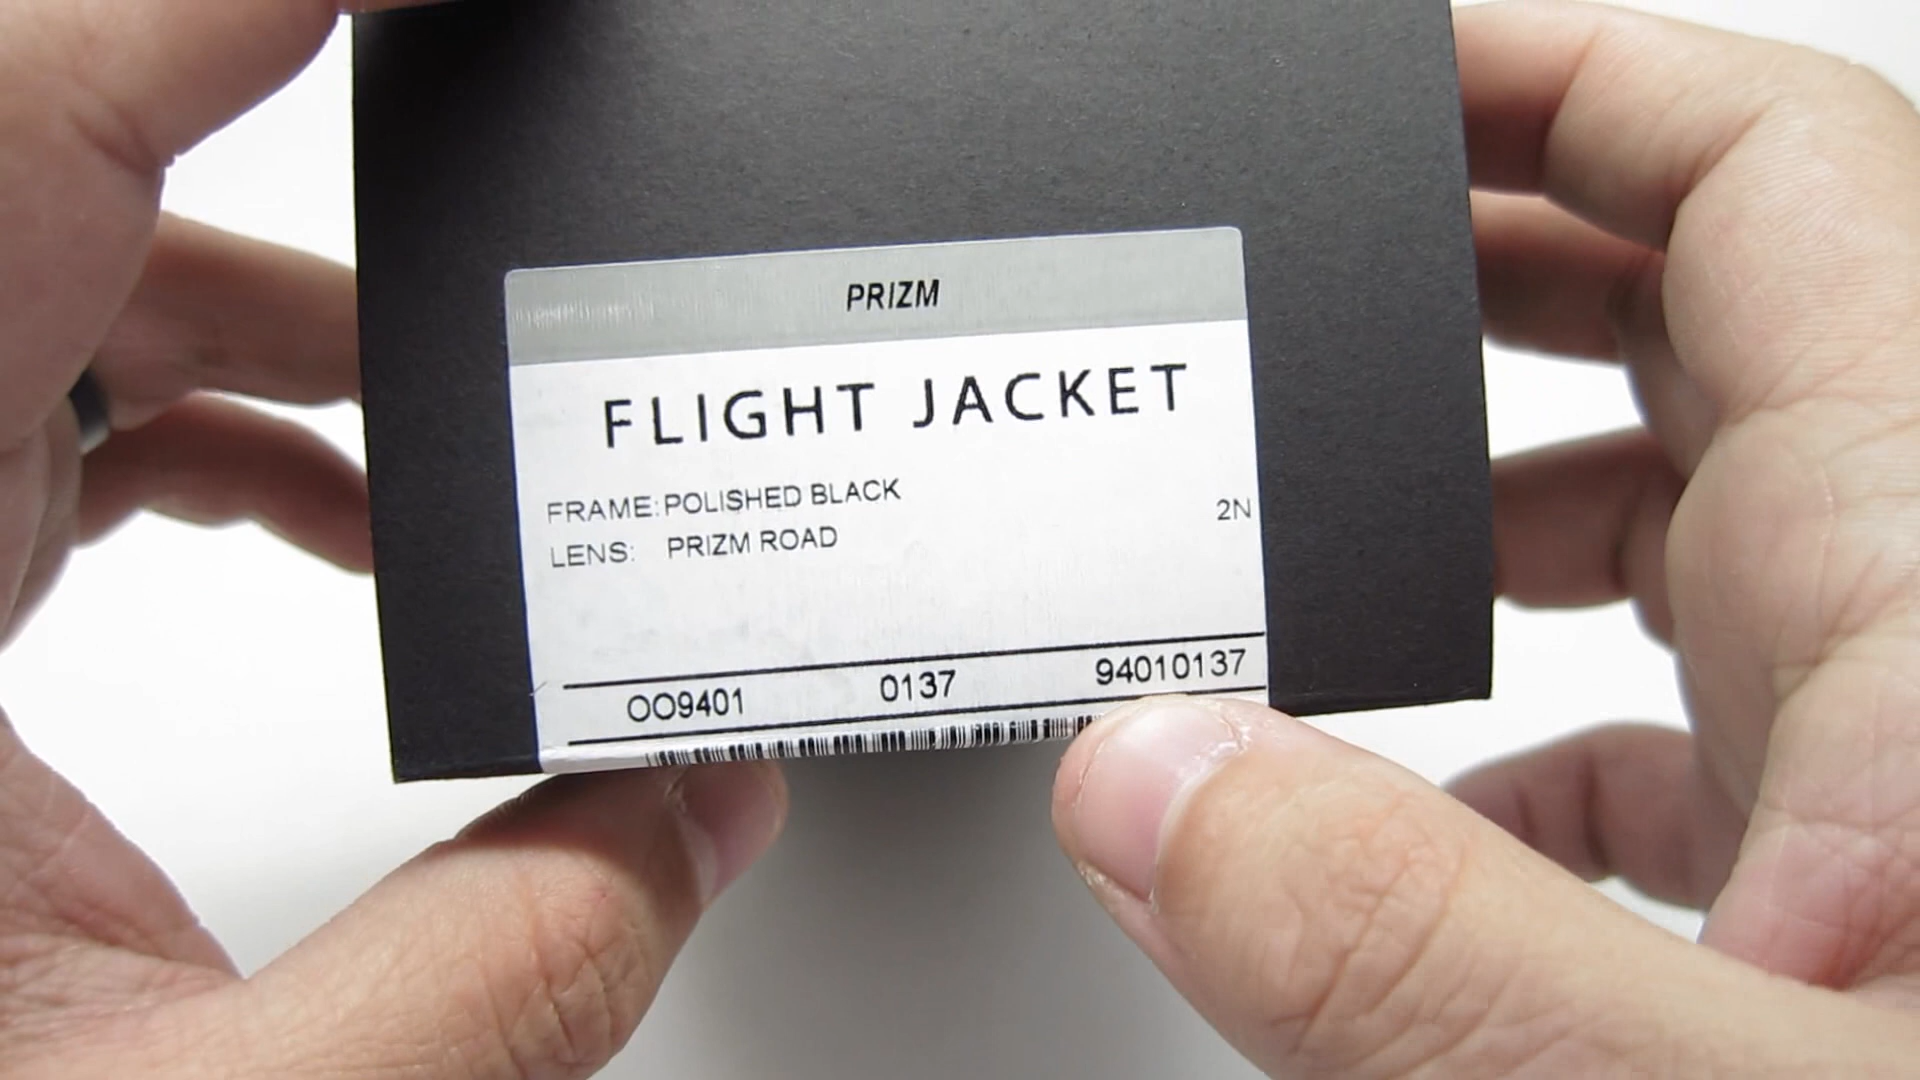 PRIZM
FLIGHT JACKET
FRAME: POLISHED BLACK
2N
LENS: PRIZM ROAD
OO9401 0137 94010137